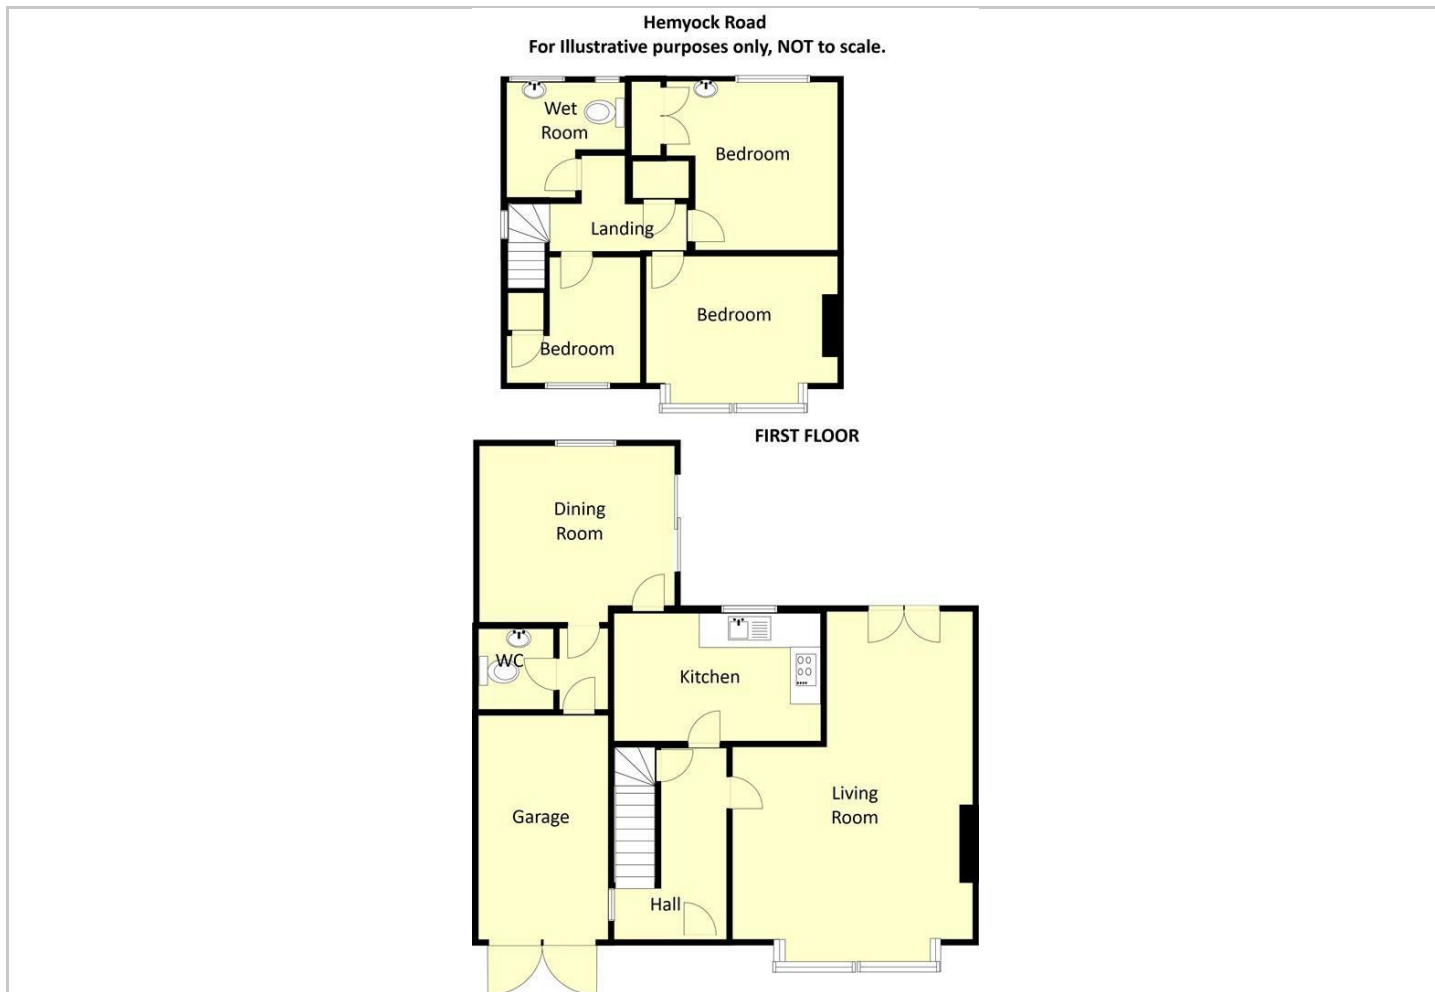 Hemyock Road
For Illustrative purposes only, NOT to scale.
Wet
Room
Bedroom
Landing
Bedroom
Bedroom
FIRST FLOOR
Dining
Room
WC
Kitchen
Living
Room
Garage
Hall